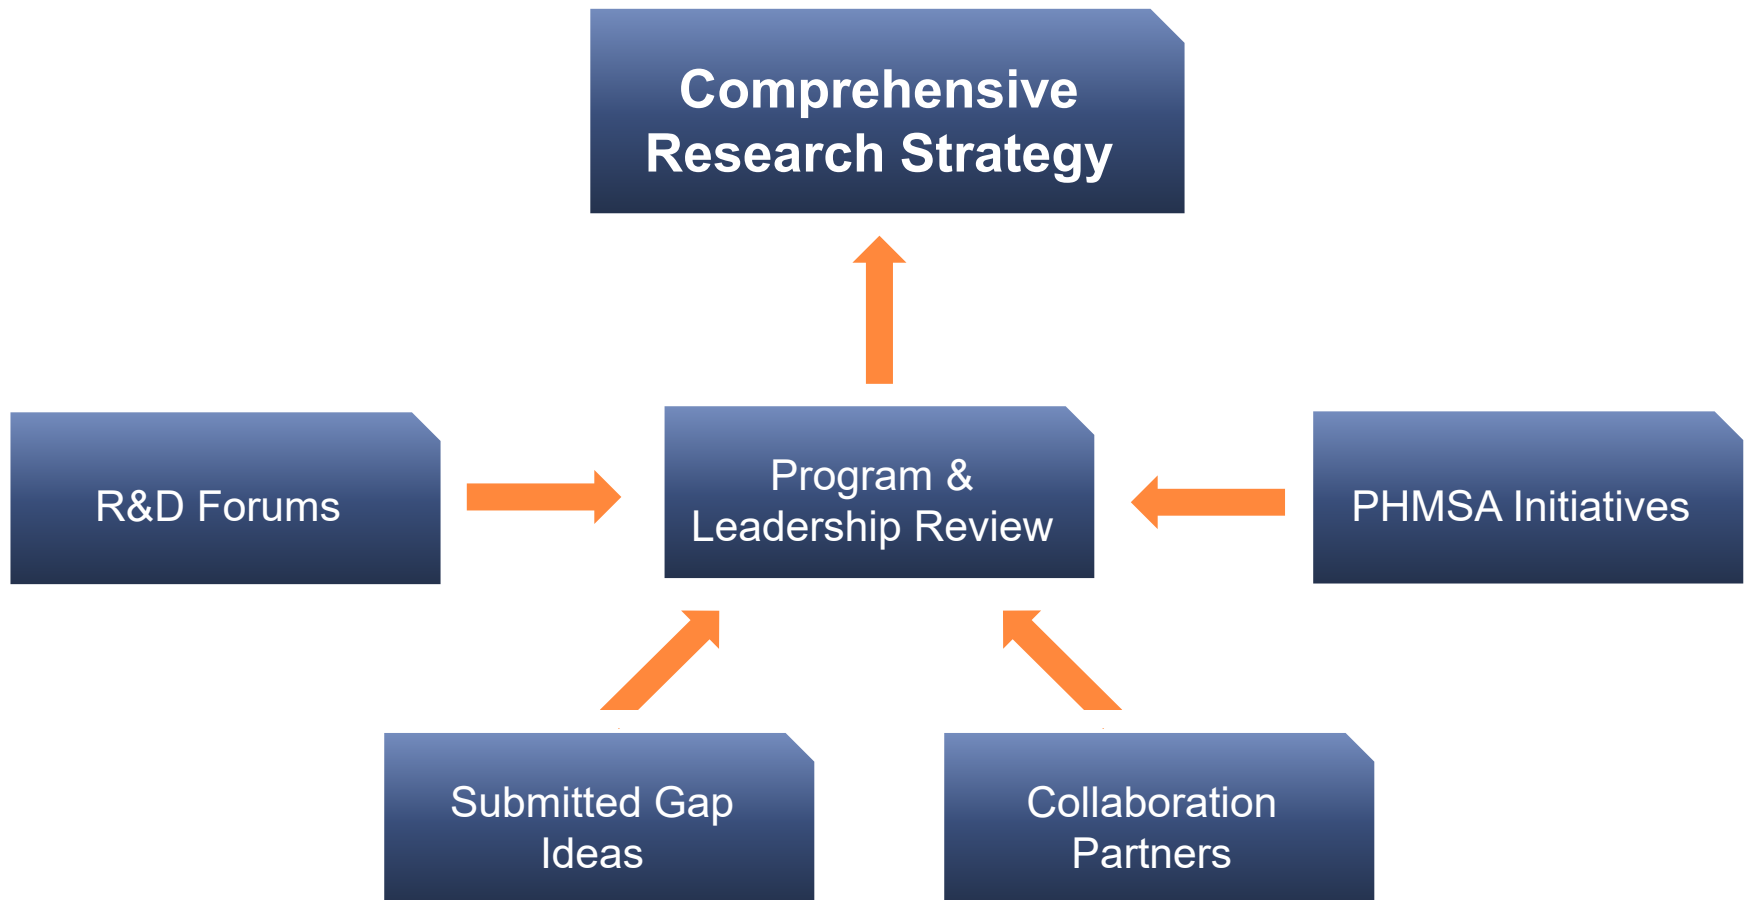 Comprehensive
Research Strategy
R&D Forums
Program &
Leadership Review
PHMSA Initiatives
Submitted Gap
Ideas
Collaboration
Partners